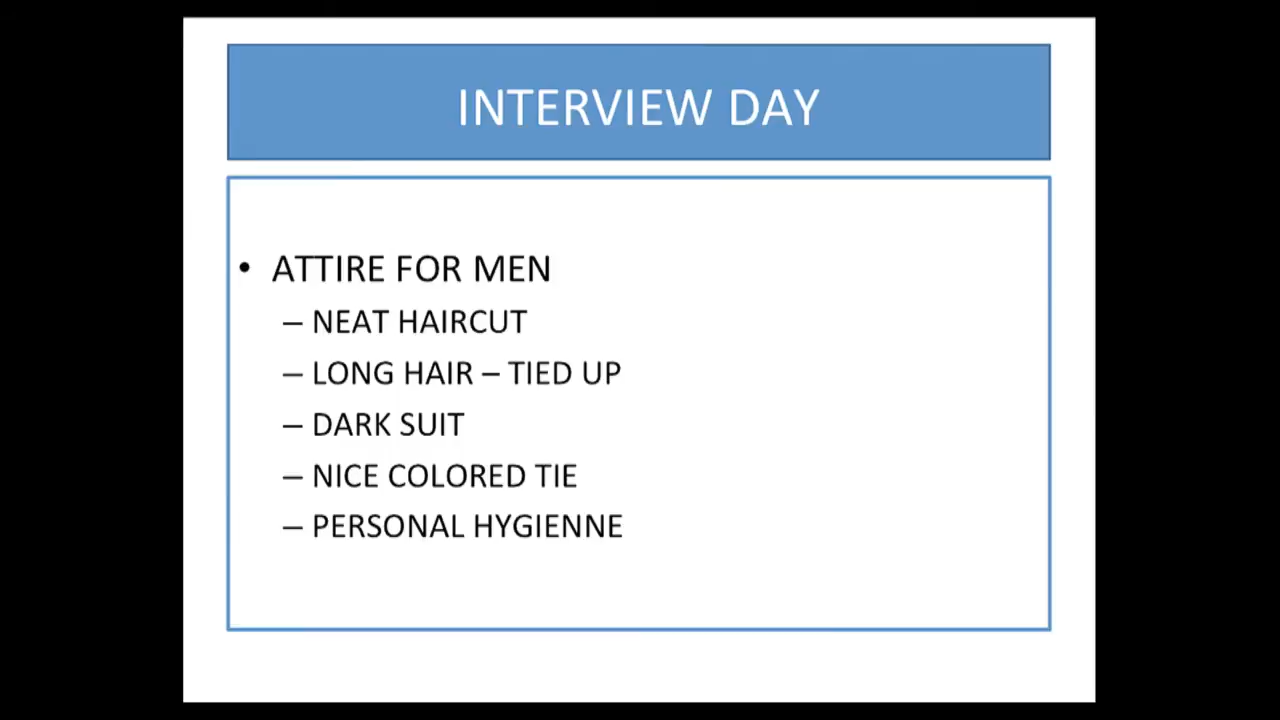 INTERVIEW DAY
• ATTIRE FOR MEN
– NEAT HAIRCUT
– LONG HAIR – TIED UP
– DARK SUIT
– NICE COLORED TIE
– PERSONAL HYGIENNE